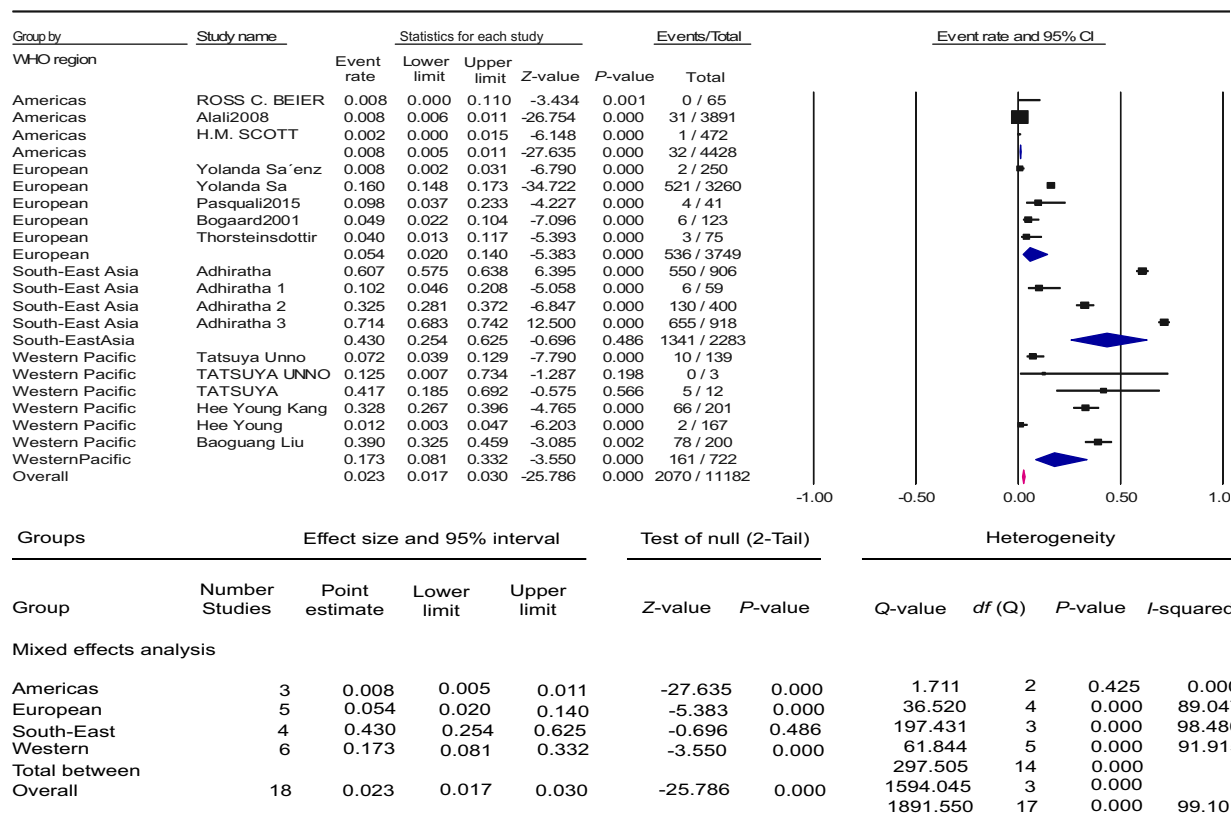 Group by Study name Statistics for each study Events/Total Event rate and 95% CI
WHO region
Event rate Lower limit Upper limit Z-value P-value Total
Americas ROSS C. BEIER 0.008 0.000 0.110 -3.434 0.001 0 / 65
Americas Alali2008 0.008 0.006 0.011 -26.754 0.000 31 / 3891
Americas H.M. SCOTT 0.002 0.000 0.015 -6.148 0.000 1 / 472
Americas 0.008 0.005 0.011 -27.635 0.000 32 / 4428
European Yolanda Sa´enz 0.008 0.002 0.031 -6.790 0.000 2 / 250
European Yolanda Sa 0.160 0.148 0.173 -34.722 0.000 521 / 3260
European Pasquali2015 0.098 0.037 0.233 -4.227 0.000 4 / 41
European Bogaard2001 0.049 0.022 0.104 -7.096 0.000 6 / 123
European Thorsteinsdottir 0.040 0.013 0.117 -5.393 0.000 3 / 75
European 0.054 0.020 0.140 -5.383 0.000 536 / 3749
South-East Asia Adhiratha 0.607 0.575 0.638 6.395 0.000 550 / 906
South-East Asia Adhiratha 1 0.102 0.046 0.208 -5.058 0.000 6 / 59
South-East Asia Adhiratha 2 0.325 0.281 0.372 -6.847 0.000 130 / 400
South-East Asia Adhiratha 3 0.714 0.683 0.742 12.500 0.000 655 / 918
South-EastAsia 0.430 0.254 0.625 -0.696 0.486 1341 / 2283
Western Pacific Tatsuya Unno 0.072 0.039 0.129 -7.790 0.000 10 / 139
Western Pacific TATSUYA UNNO 0.125 0.007 0.734 -1.287 0.198 0 / 3
Western Pacific TATSUYA 0.417 0.185 0.692 -0.575 0.566 5 / 12
Western Pacific Hee Young Kang 0.328 0.267 0.396 -4.765 0.000 66 / 201
Western Pacific Hee Young 0.012 0.003 0.047 -6.203 0.000 2 / 167
Western Pacific Baoguang Liu 0.390 0.325 0.459 -3.085 0.002 78 / 200
WesternPacific 0.173 0.081 0.332 -3.550 0.000 161 / 722
Overall 0.023 0.017 0.030 -25.786 0.000 2070 / 11182
-1.00 -0.50 0.00 0.50 1.0
Groups Effect size and 95% interval Test of null (2-Tail) Heterogeneity
Group Number Studies Point estimate Lower limit Upper limit Z-value P-value Q-value df (Q) P-value I-squared
Mixed effects analysis
Americas 3 0.008 0.005 0.011 -27.635 0.000 1.711 2 0.425 0.00
European 5 0.054 0.020 0.140 -5.383 0.000 36.520 4 0.000 89.04
South-East 4 0.430 0.254 0.625 -0.696 0.486 197.431 3 0.000 98.48
Western 6 0.173 0.081 0.332 -3.550 0.000 61.844 5 0.000 91.91
Total between 297.505 14 0.000
Overall 18 0.023 0.017 0.030 -25.786 0.000 1594.045 3 0.000
1891.550 17 0.000 99.10